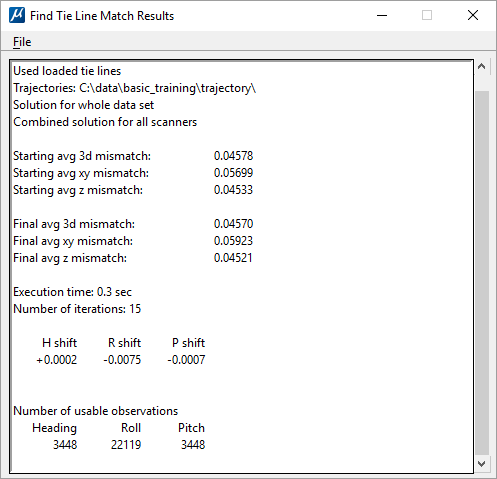 Find Tie Line Match Results
File
Used loaded tie lines
Trajectories: C:\data\basic_training\trajectory\
Solution for whole data set
Combined solution for all scanners
Starting avg 3d mismatch: 0.04578
Starting avg xy mismatch: 0.05699
Starting avg z mismatch: 0.04533
Final avg 3d mismatch: 0.04570
Final avg xy mismatch: 0.05923
Final avg z mismatch: 0.04521
Execution time: 0.3 sec
Number of iterations: 15
H shift R shift P shift
+0.0002 -0.0075 -0.0007
Number of usable observations
Heading Roll Pitch
3448 22119 3448